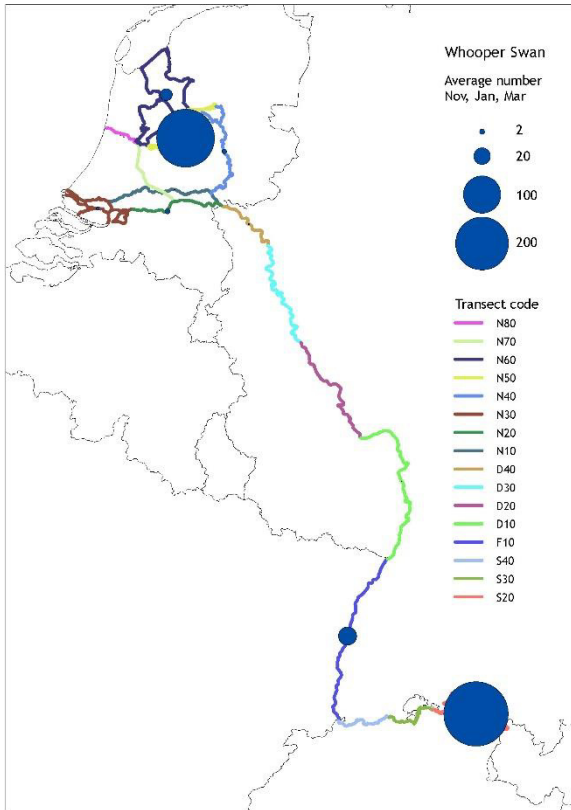 Whooper Swan
Average number
Nov, Jan, Mar
2
20
100
200
Transect code
N80
N70
N60
N50
N40
N30
N20
N10
D40
D30
D20
D10
F10
S40
S30
S20